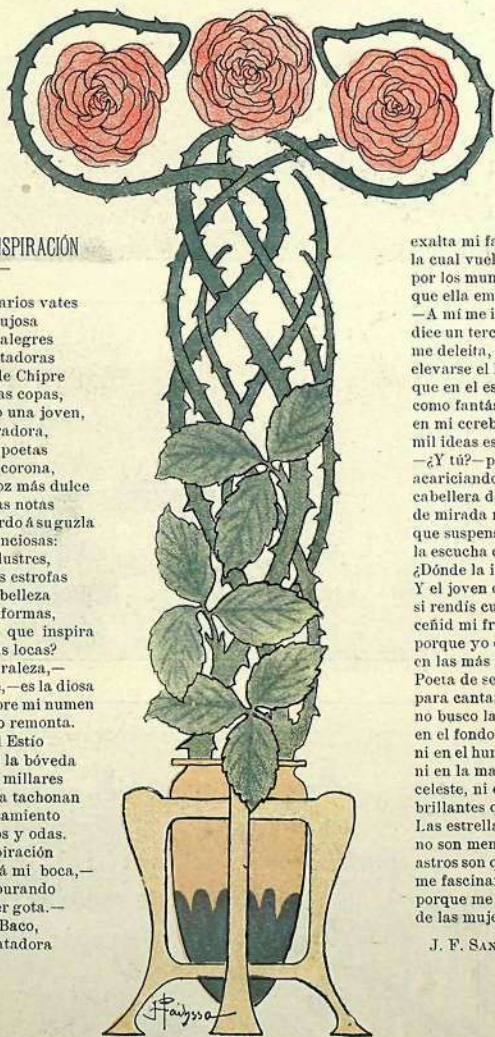 NSPIRACIÓN
arios vates
ujosa
alegres
tadoras
de Chipre
as copas,
o una joven,
radora,
poetas
corona,
oz más dulce
as notas
rdo á su guzla
nciosas:
lustres,
s estrofas
belleza
formas,
que inspira
s locas?
raleza,—
e,—es la diosa
bre mi numen
o remonta.
l Estío
la bóveda
millares
a tachonan
samiento
os y odas.
piración
á mi boca,—
purando
er gota.—
Baco,
tadora
exalta mi fa
la cual vuel
por los mun
que ella em
—A mí me i
dice un terc
me deleita,
elevarse el h
que en el es
como fantás
en mi cereb
mil ideas es
—¿Y tú?—p
acariciando
cabellera d
de mirada m
que suspens
la escucha c
¿Dónde la i
Y el joven c
si rendís cu
ceñid mi fr
porque yo e
en las más
Poeta de se
para canta
no busco la
en el fondo
ni en el hum
ni en la ma
celeste, ni e
brillantes c
Las estrella
no son men
astros son q
me fascina
porque me
de las muje
J. F. SAN